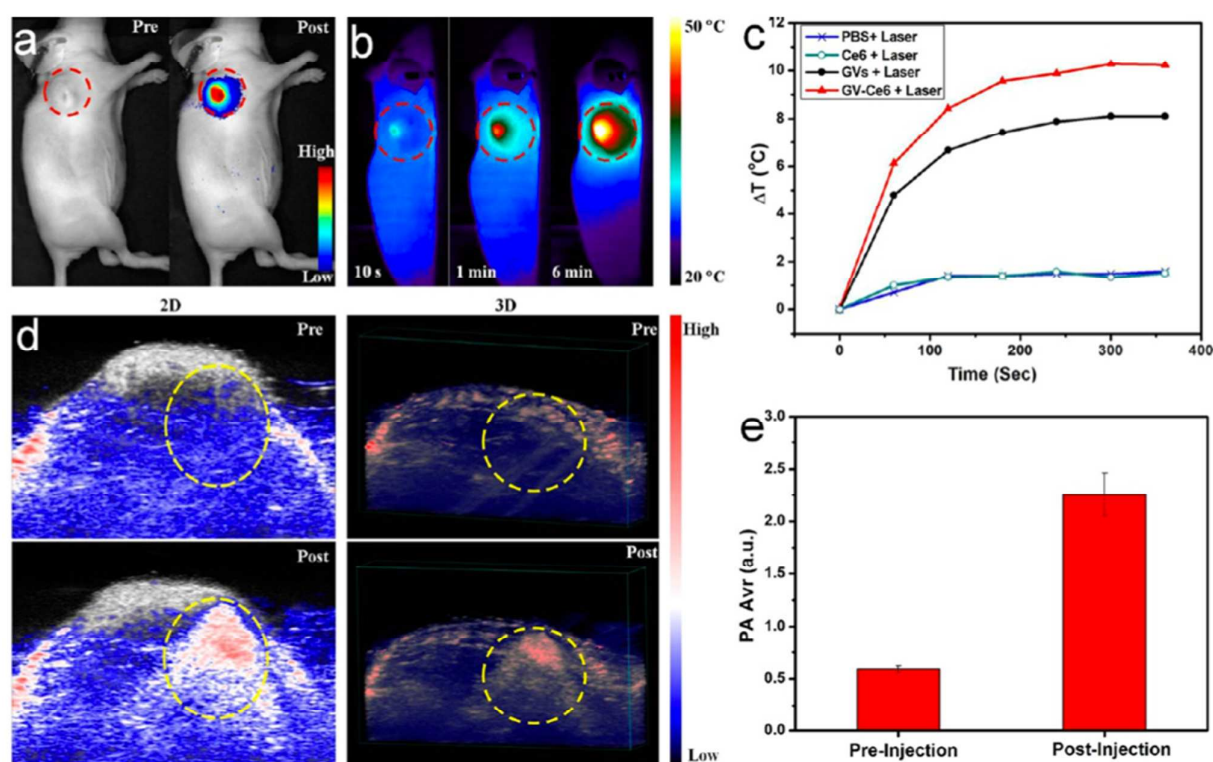 a
Pre
Post
High
Low
b
10 s
1 min
6 min
50 °C
20 °C
c
PBS+ Laser
Ce6 + Laser
GVs + Laser
GV-Ce6 + Laser
ΔT (°C)
12
10
8
6
4
2
0
0
100
200
300
400
Time (Sec)
2D
3D
d
Pre
Pre
Post
Post
High
Low
e
PA Avr (a.u.)
3.0
2.5
2.0
1.5
1.0
0.5
0.0
Pre-Injection
Post-Injection